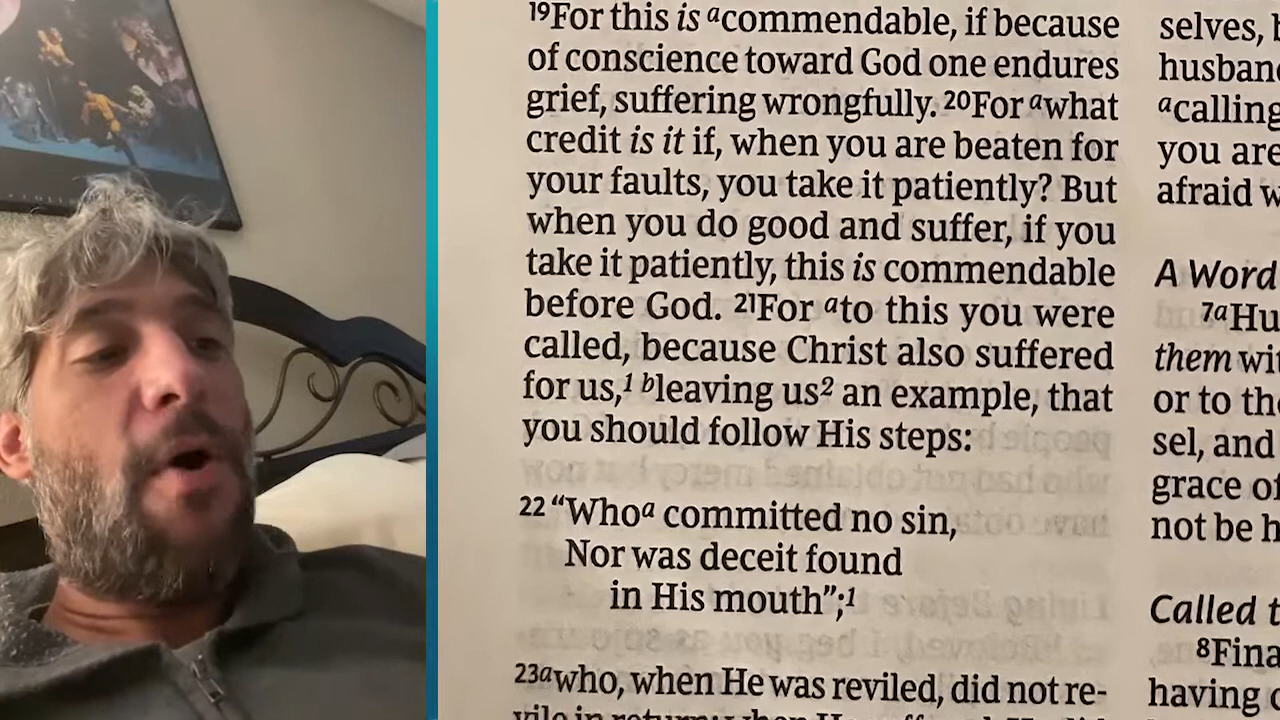 19For this is acommendable, if because
of conscience toward God one endures
grief, suffering wrongfully. 20For awhat
credit is it if, when you are beaten for
your faults, you take it patiently? But
when you do good and suffer, if you
take it patiently, this is commendable
before God. 21For ato this you were
called, because Christ also suffered
for us,1 bleaving us2 an example, that
you should follow His steps:
22 “Whoa committed no sin,
Nor was deceit found
in His mouth”;1
23awho, when He was reviled, did not re-
selves,
husban
acalling
you are
afraid w
A Word
7aHu
them wit
or to th
sel, and
grace of
not be h
Called t
8Fina
having